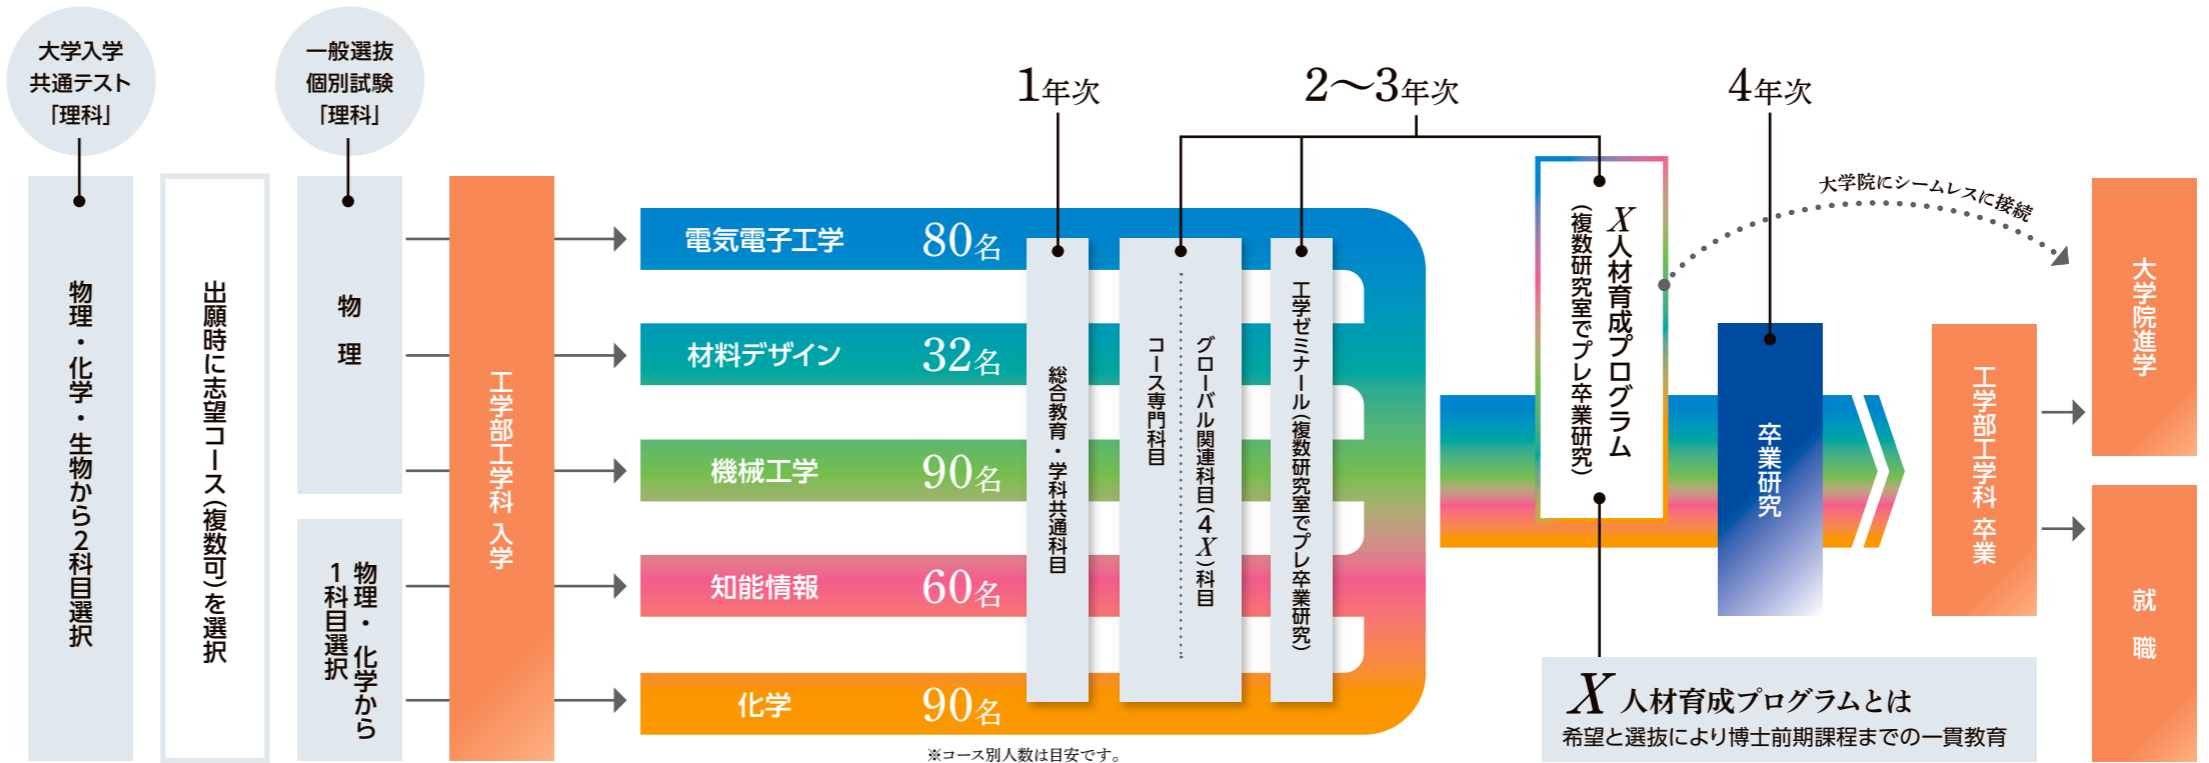 大学入学
共通テスト
「理科」
物理・化学・生物から2科目選択
出願時に志望コース(複数可)を選択
一般選抜
個別試験
「理科」
物理
物理・化学から
1科目選択
工学部工学科 入学
電気電子工学 80名
材料デザイン 32名
機械工学 90名
知能情報 60名
化学 90名
※コース別人数は目安です。
1年次
総合教育・学科共通科目
2〜3年次
グローバル関連科目(4X)科目
コース専門科目
工学ゼミナール(複数研究室でプレ卒業研究)
X人材育成プログラム
(複数研究室でプレ卒業研究)
4年次
卒業研究
大学院にシームレスに接続
X人材育成プログラムとは
希望と選抜により博士前期課程までの一貫教育
工学部工学科 卒業
大学院進学
就職